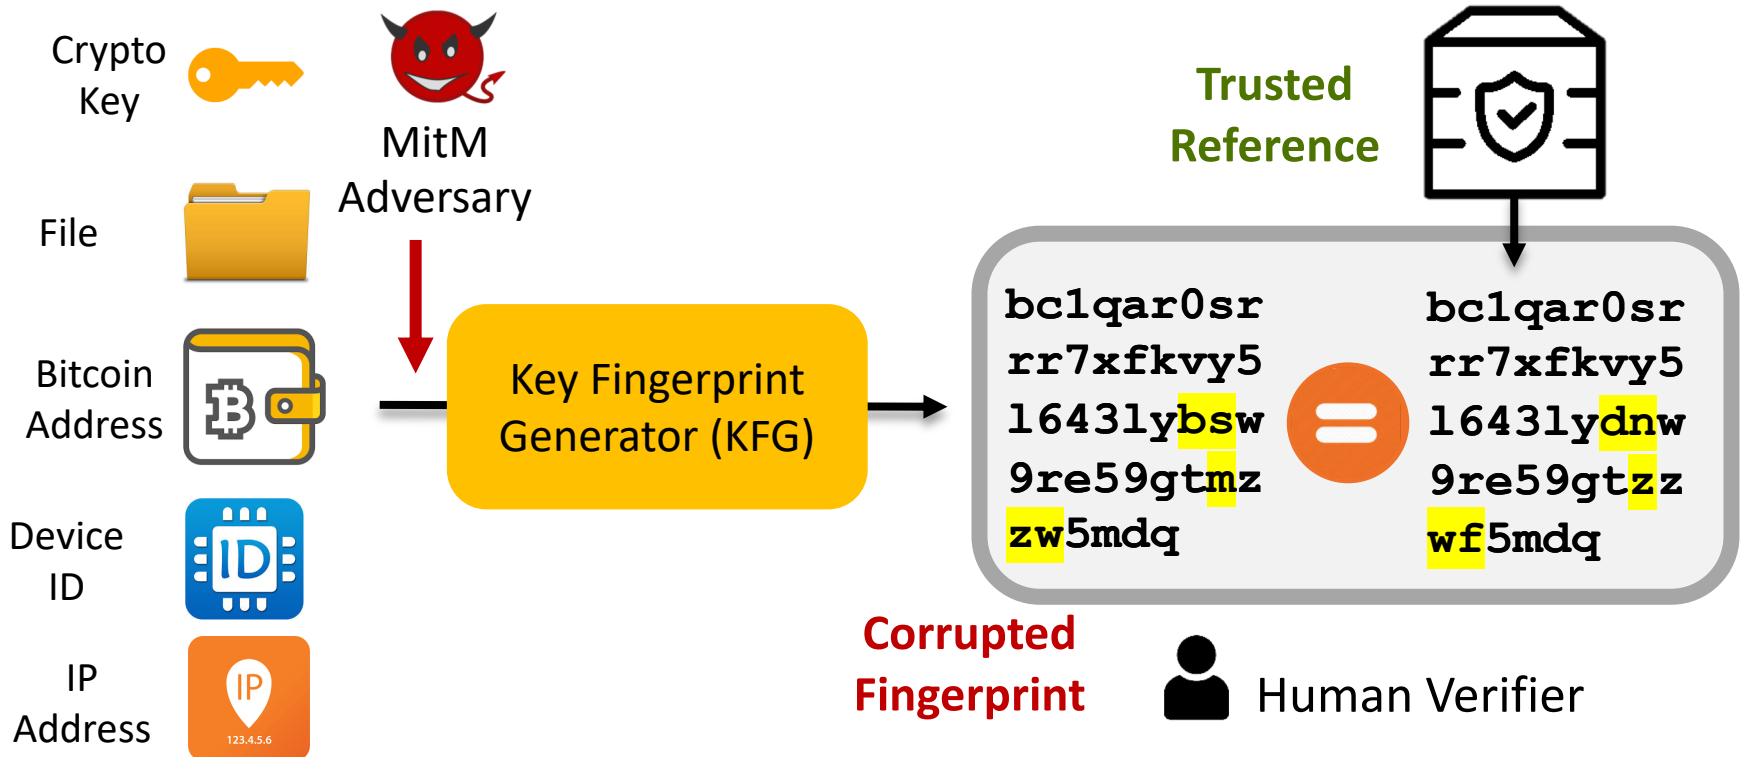 Crypto
Key
MitM
Adversary
File
Bitcoin
Address
Device
ID
ID
IP
Address
IP
123.4.5.6
Key Fingerprint
Generator (KFG)
Trusted
Reference
bc1qar0sr
rr7xfkvy5
l643lybsw
9re59gtmz
zw5mdq
bc1qar0sr
rr7xfkvy5
l643lydnw
9re59gtzz
wf5mdq
Corrupted
Fingerprint
Human Verifier